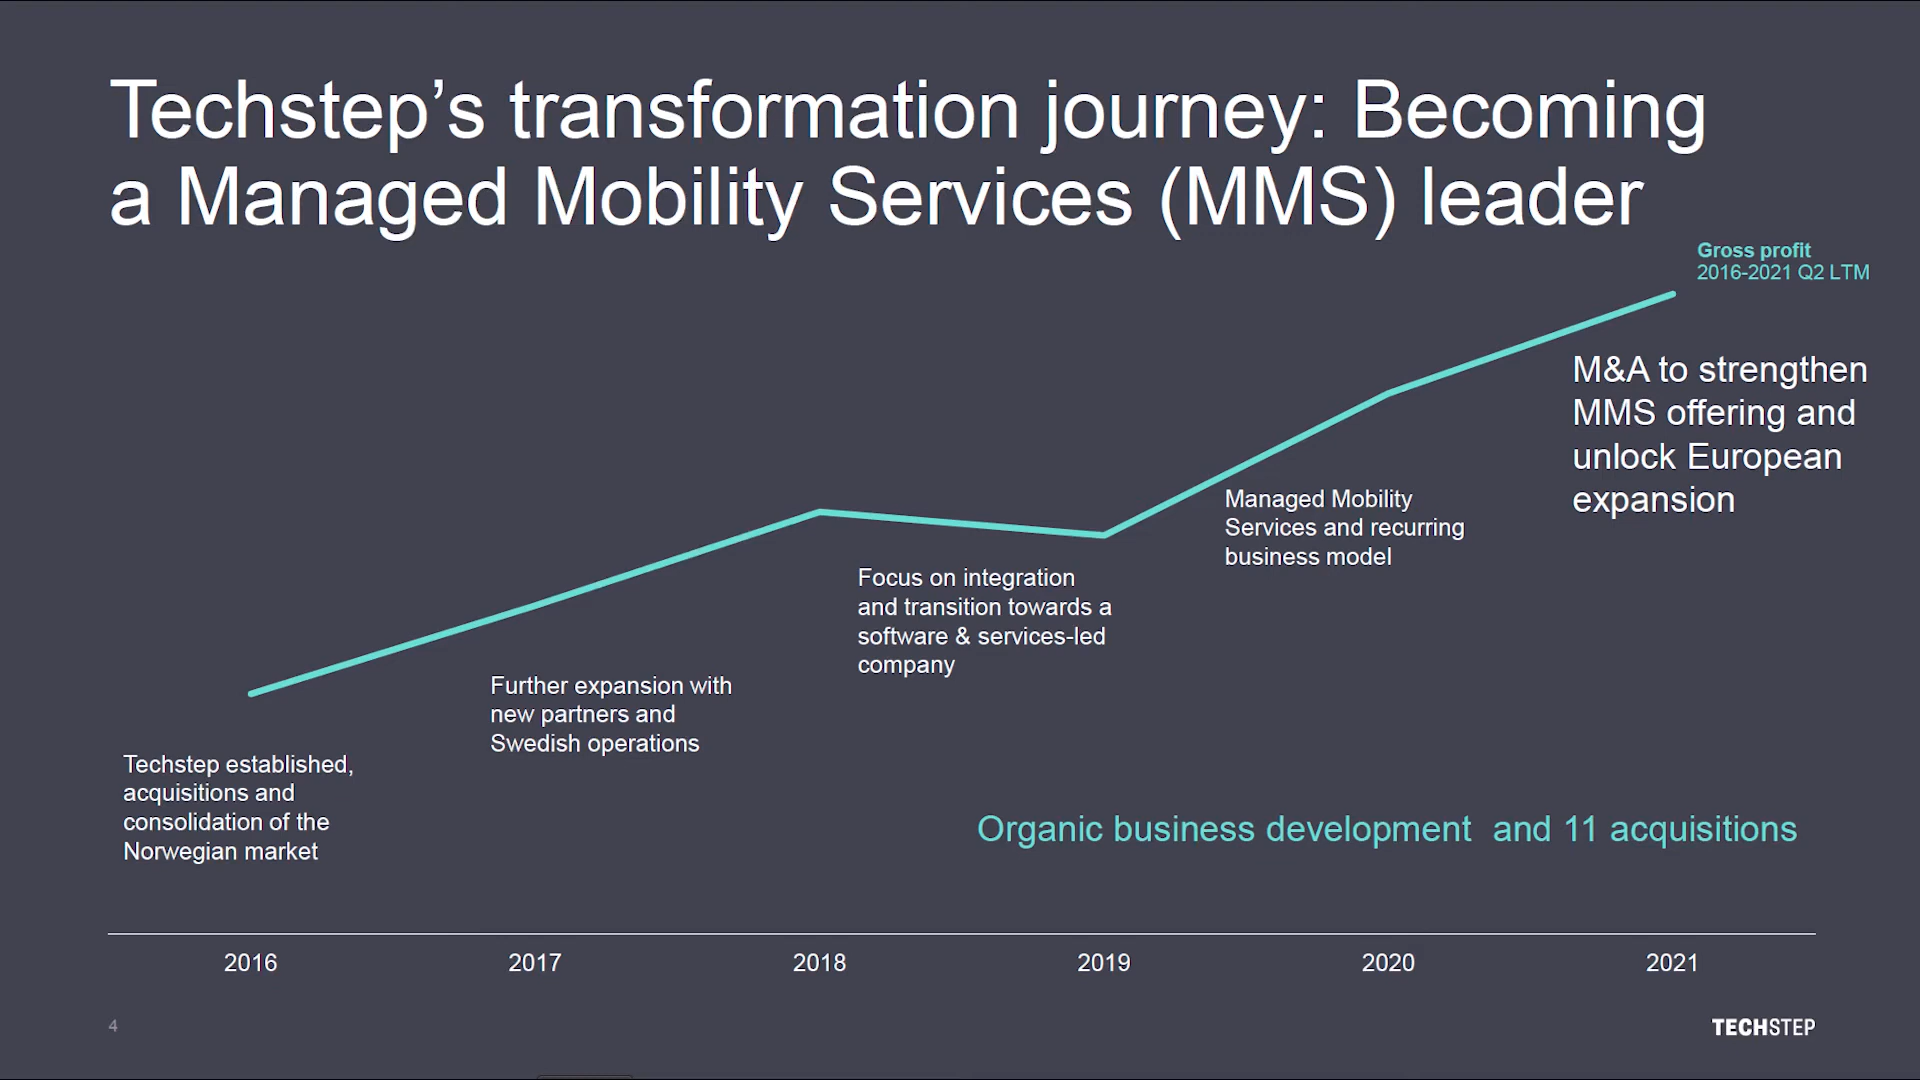 Techstep’s transformation journey: Becoming
a Managed Mobility Services (MMS) leader
Gross profit
2016-2021 Q2 LTM
M&A to strengthen
MMS offering and
unlock European
expansion
Managed Mobility
Services and recurring
business model
Focus on integration
and transition towards a
software & services-led
company
Further expansion with
new partners and
Swedish operations
Techstep established,
acquisitions and
consolidation of the
Norwegian market
Organic business development  and 11 acquisitions
2016 2017 2018 2019 2020 2021
4
TECHSTEP